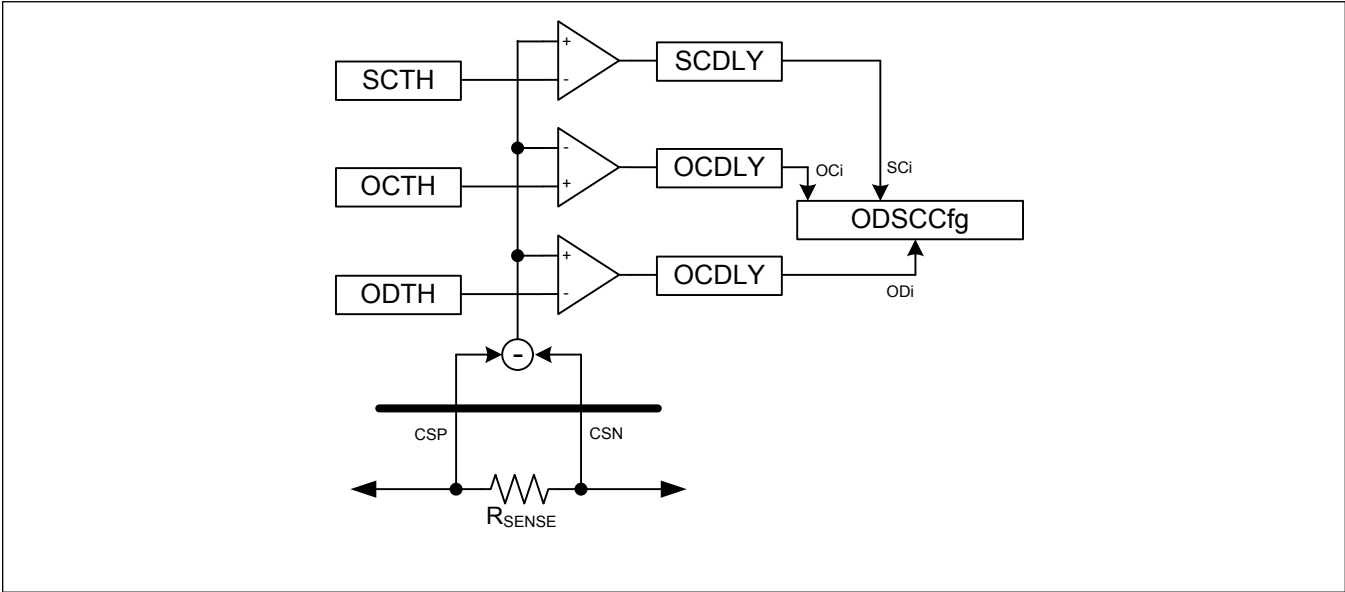 +
SCDLY
SCTH
-
-
OCDLY
OCi
SCi
OCTH
+
ODSCCfg
+
OCDLY
ODTH
-
ODi
-
CSP
CSN
RSENSE